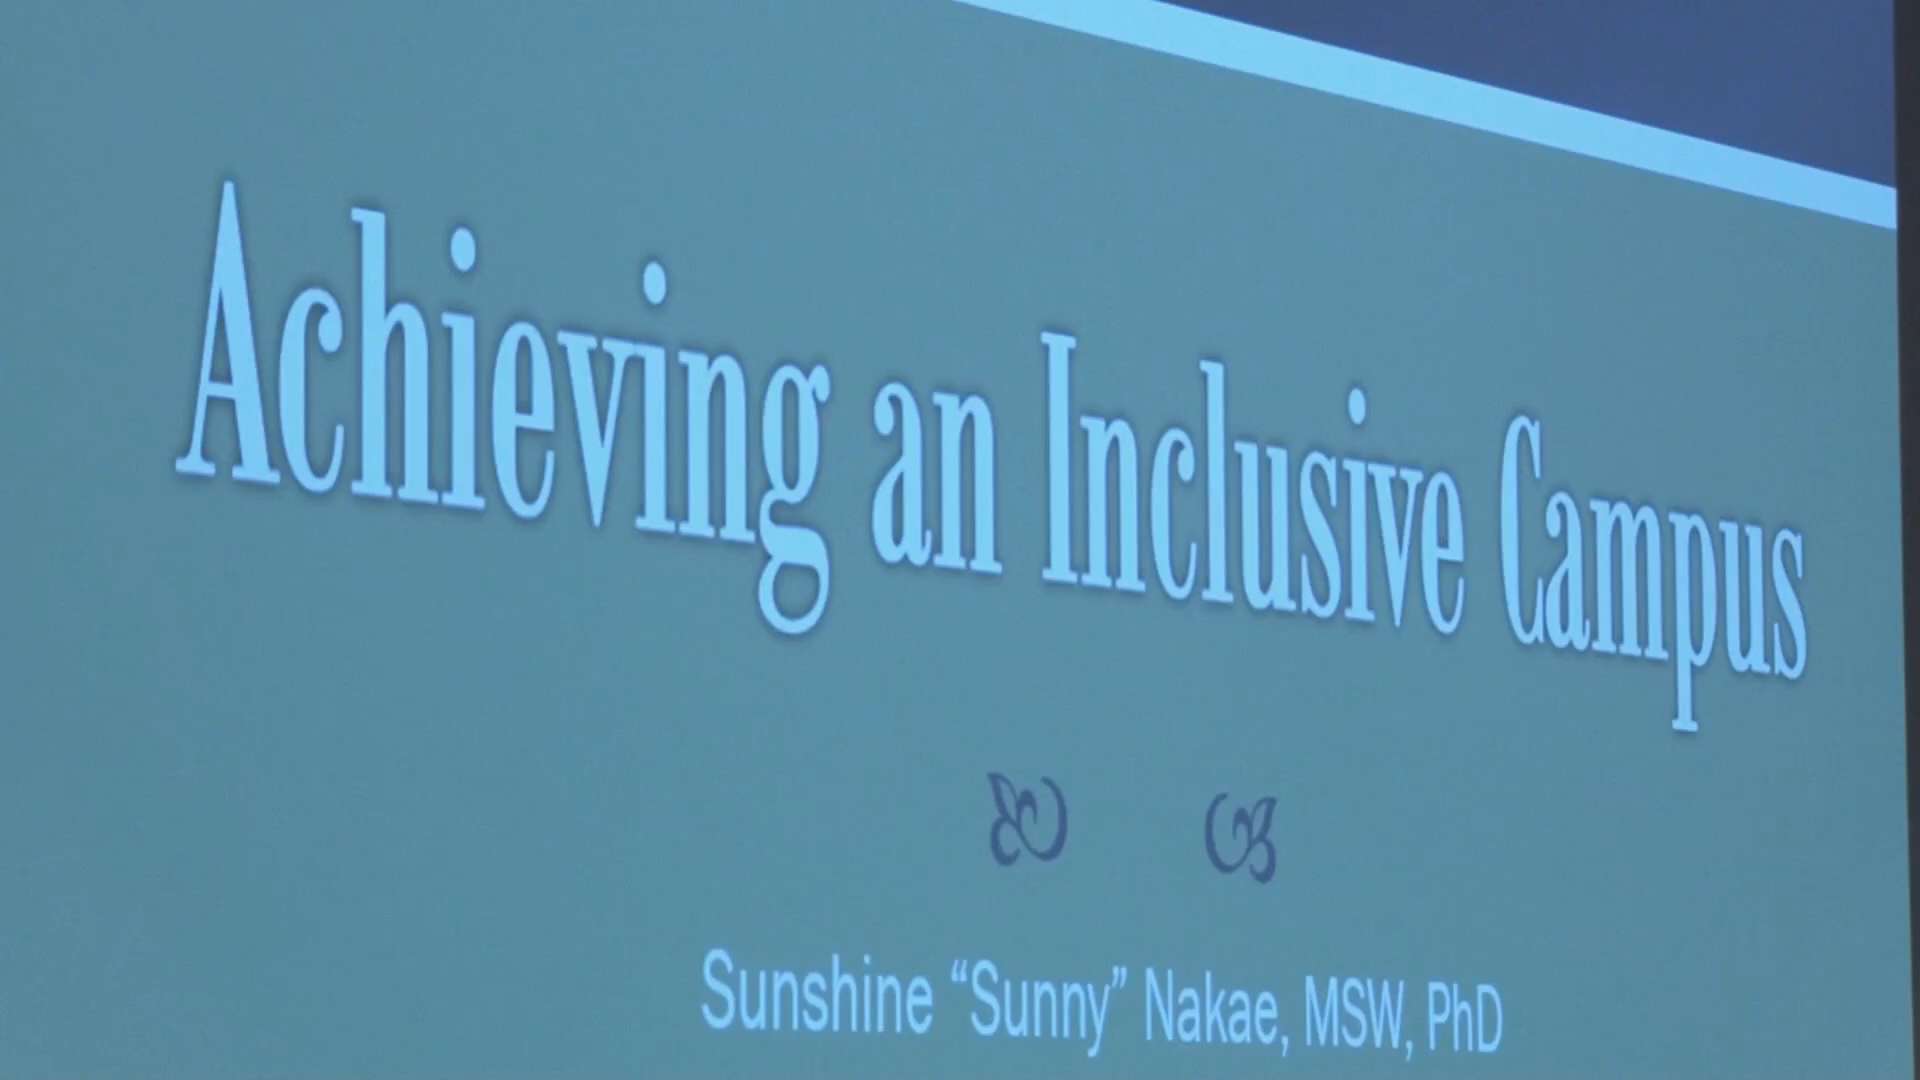 Achieving an Inclusive Campus
Sunshine “Sunny” Nakae, MSW, PhD